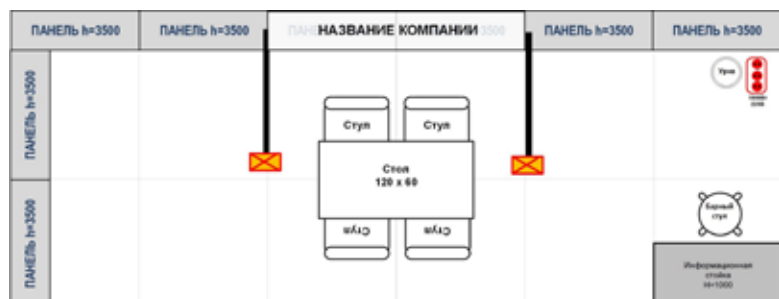 ПАНЕЛЬ h=3500
ПАНЕЛЬ h=3500
НАЗВАНИЕ КОМПАНИИ
ПАНЕЛЬ h=3500
ПАНЕЛЬ h=3500
ПАНЕЛЬ h=3500
Урна
Стул
Стул
Стол
120 x 60
Стул
Стул
ПАНЕЛЬ h=3500
Барный
стул
Информационная
стойка
H=1000